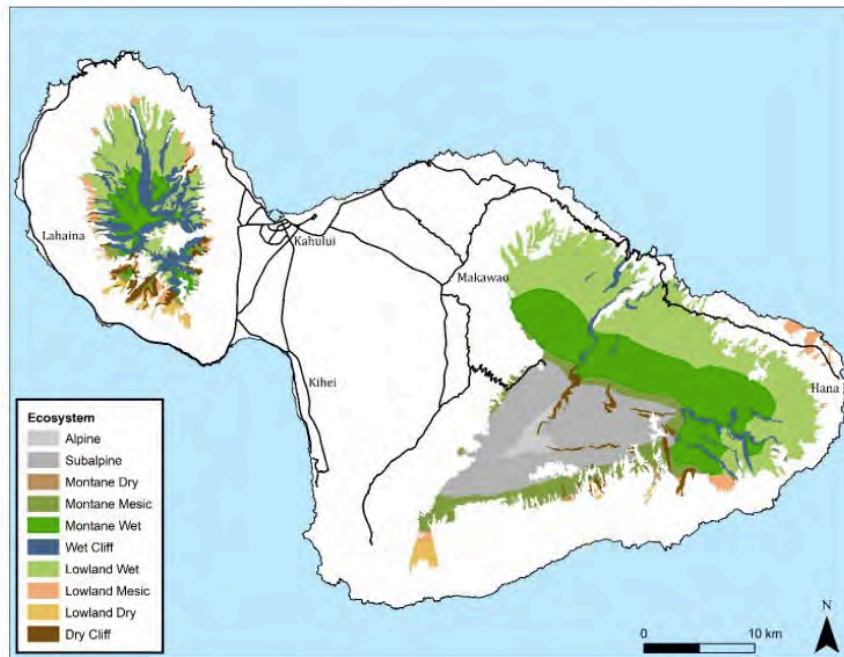 Lahaina
Kahului
Makawao
Kihei
Hana
Ecosystem
Alpine
Subalpine
Montane Dry
Montane Mesic
Montane Wet
Wet Cliff
Lowland Wet
Lowland Mesic
Lowland Dry
Dry Cliff
N
0 10 km